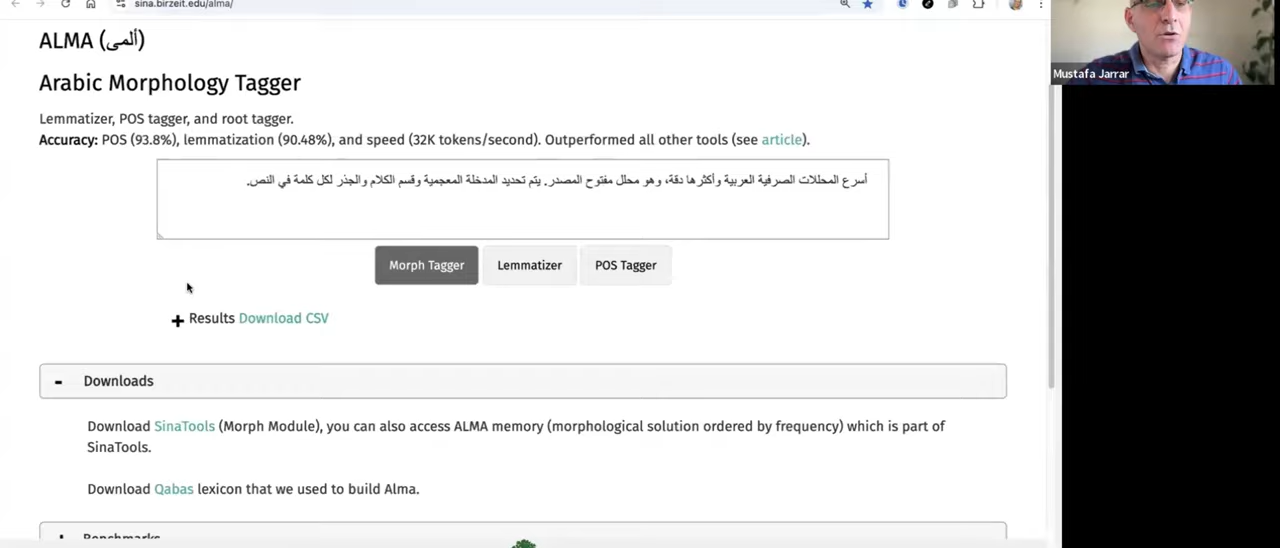 sina.birzeit.edu/alma/
ALMA (ألمى)
Arabic Morphology Tagger
Lemmatizer, POS tagger, and root tagger.
Accuracy: POS (93.8%), lemmatization (90.48%), and speed (32K tokens/second). Outperformed all other tools (see article).
أسرع المحللات الصرفية العربية وأكثرها دقة، وهو محلل مفتوح المصدر. يتم تحديد المدخلة المعجمية وقسم الكلام والجذر لكل كلمة في النص.
Morph Tagger
Lemmatizer
POS Tagger
+ Results Download CSV
- Downloads
Download SinaTools (Morph Module), you can also access ALMA memory (morphological solution ordered by frequency) which is part of
SinaTools.
Download Qabas lexicon that we used to build Alma.
Benchmarks
Mustafa Jarrar